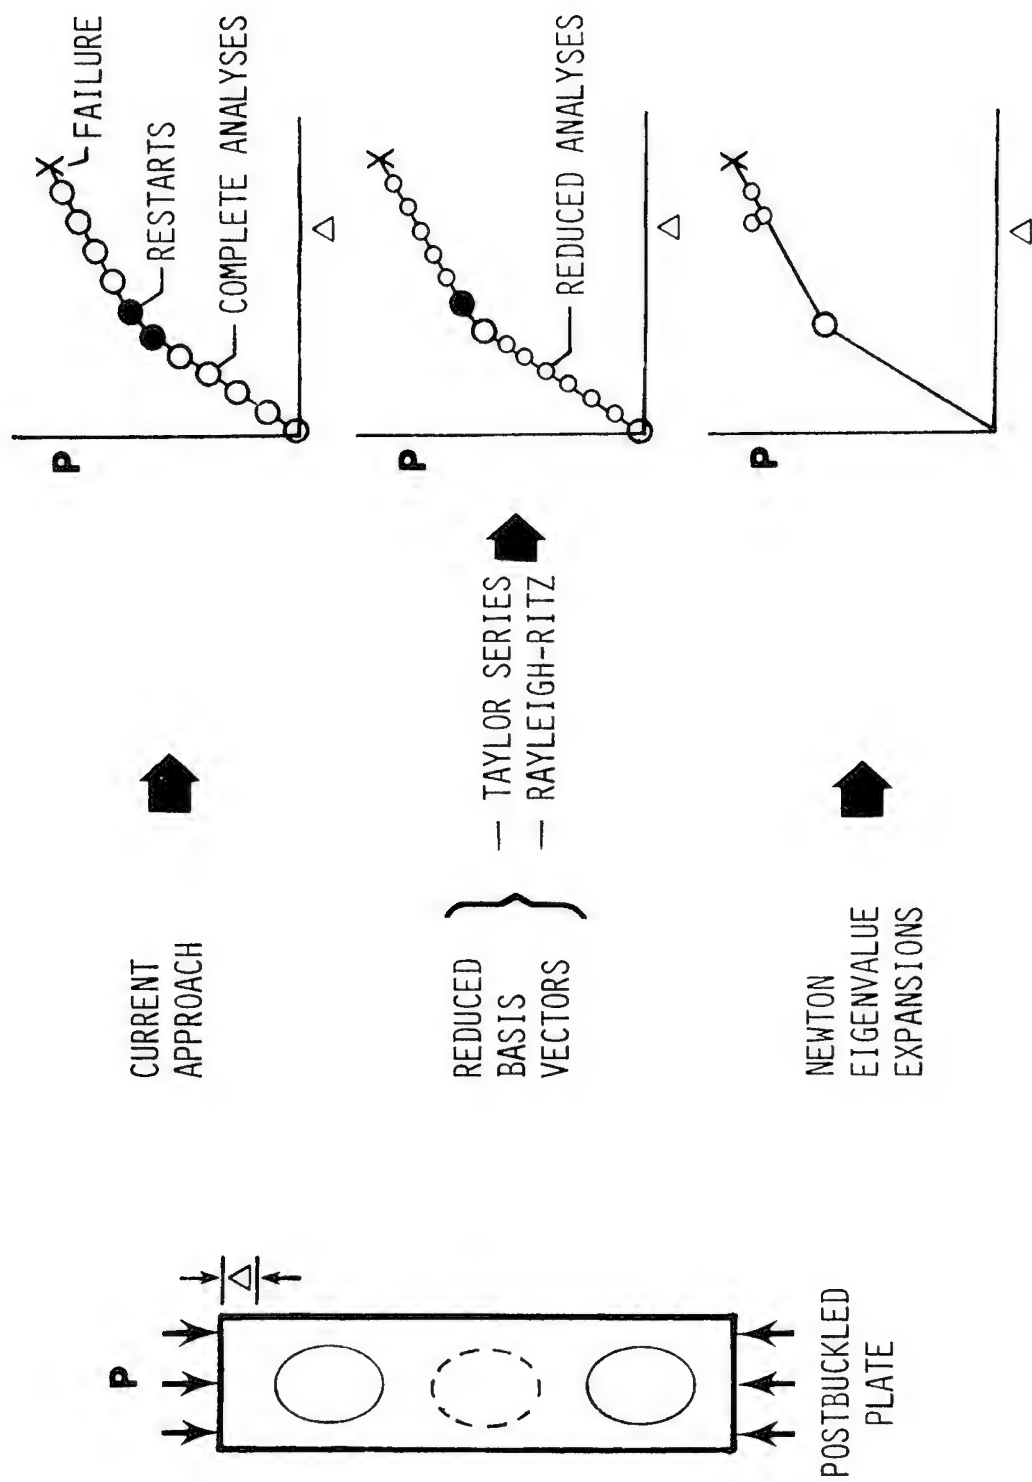 P
Δ
POSTBUCKLED
PLATE
CURRENT
APPROACH
P
FAILURE
RESTARTS
COMPLETE ANALYSES
Δ
REDUCED
BASIS
VECTORS
— TAYLOR SERIES
— RAYLEIGH-RITZ
P
REDUCED ANALYSES
Δ
NEWTON
EIGENVALUE
EXPANSIONS
P
Δ